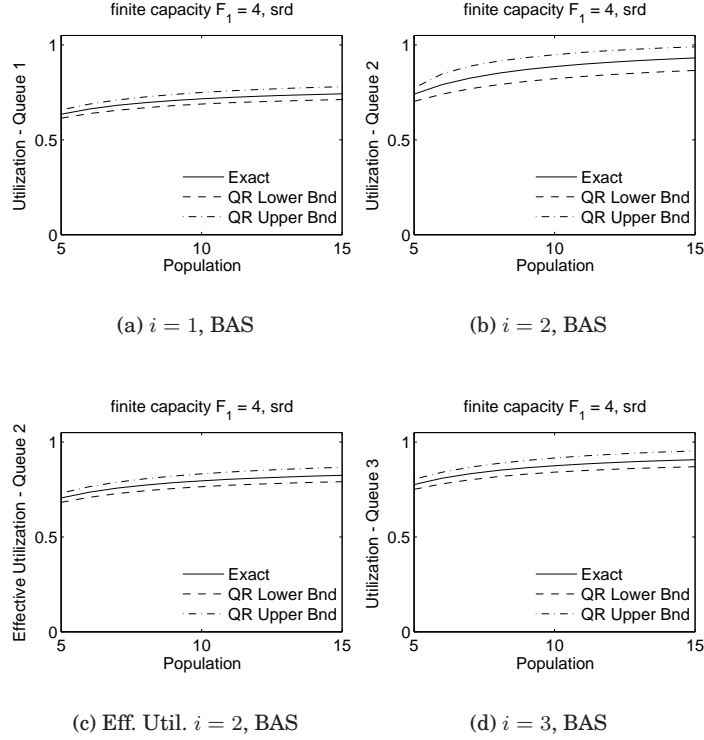 finite capacity F₁ = 4, srd
1
0.5
0
Utilization - Queue 1
Exact
QR Lower Bnd
QR Upper Bnd
5
10
15
Population
(a) i = 1, BAS
finite capacity F₁ = 4, srd
1
0.5
0
Utilization - Queue 2
Exact
QR Lower Bnd
QR Upper Bnd
5
10
15
Population
(b) i = 2, BAS
finite capacity F₁ = 4, srd
1
0.5
0
Effective Utilization - Queue 2
Exact
QR Lower Bnd
QR Upper Bnd
5
10
15
Population
(c) Eff. Util. i = 2, BAS
finite capacity F₁ = 4, srd
1
0.5
0
Utilization - Queue 3
Exact
QR Lower Bnd
QR Upper Bnd
5
10
15
Population
(d) i = 3, BAS